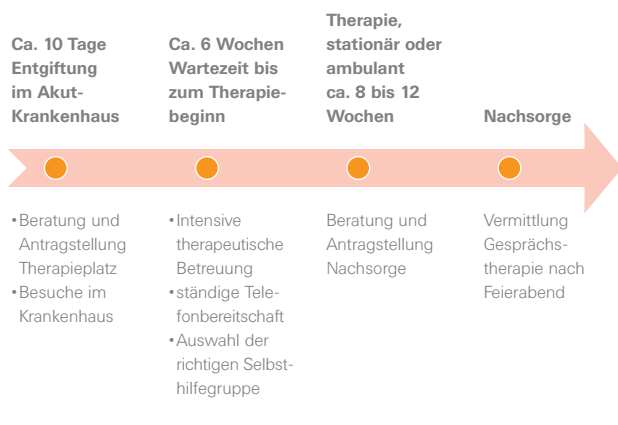 Ca. 10 Tage
Entgiftung
im Akut-
Krankenhaus
Ca. 6 Wochen
Wartezeit bis
zum Therapie-
beginn
Therapie,
stationär oder
ambulant
ca. 8 bis 12
Wochen
Nachsorge
• Beratung und
Antragstellung
Therapieplatz
• Besuche im
Krankenhaus
• Intensive
therapeutische
Betreuung
• ständige Tele-
fonbereitschaft
• Auswahl der
richtigen Selbst-
hilfegruppe
Beratung und
Antragstellung
Nachsorge
Vermittlung
Gesprächs-
therapie nach
Feierabend